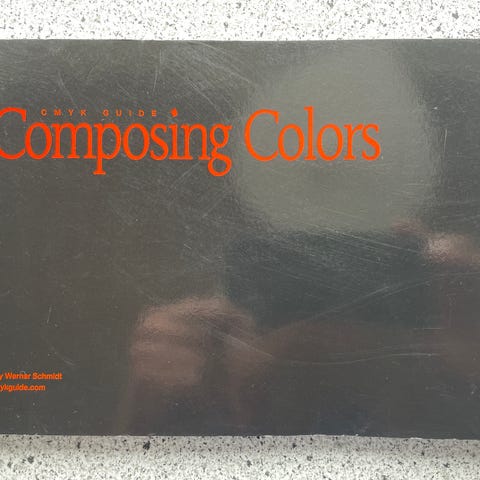 CMYK GUIDE
Composing Colors
y Werner Schmidt
ykguide.com